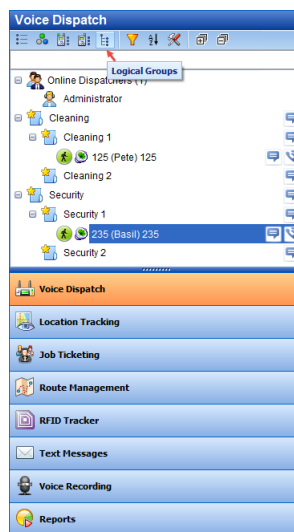 Voice Dispatch
Logical Groups
Online Dispatchers (1)
Administrator
Cleaning
Cleaning 1
125 (Pete) 125
Cleaning 2
Security
Security 1
235 (Basil) 235
Security 2
Voice Dispatch
Location Tracking
Job Ticketing
Route Management
RFID Tracker
Text Messages
Voice Recording
Reports